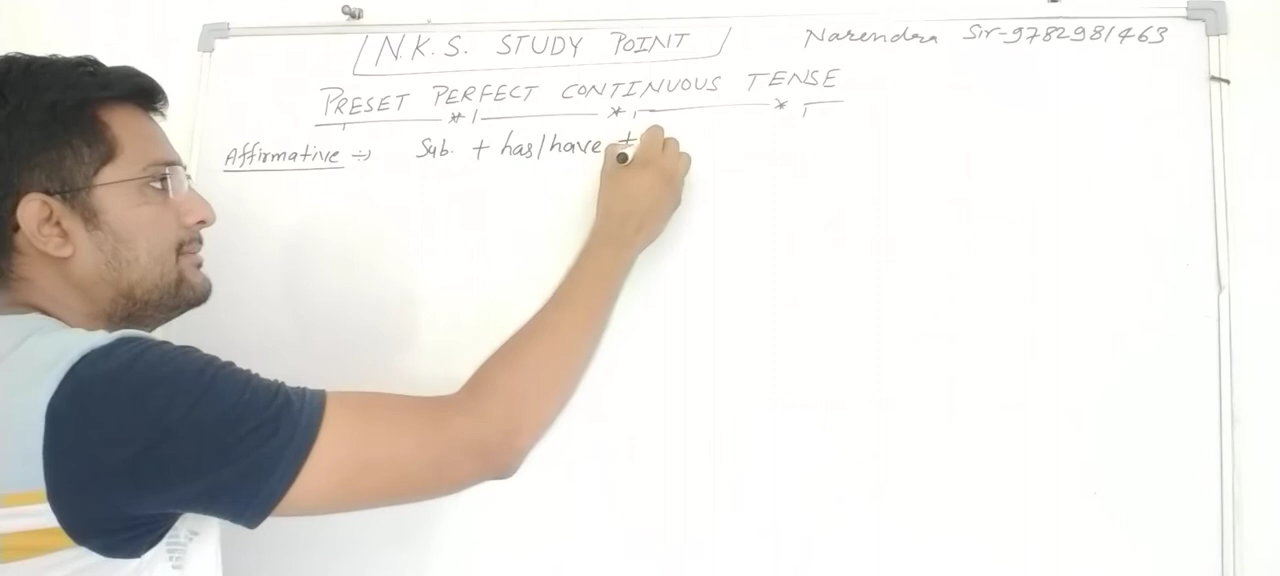 N.K.S. STUDY POINT
Narendra Sir-9782981463
PRESET PERFECT CONTINUOUS TENSE
Affirmative ⇒ Sub. + has/have +